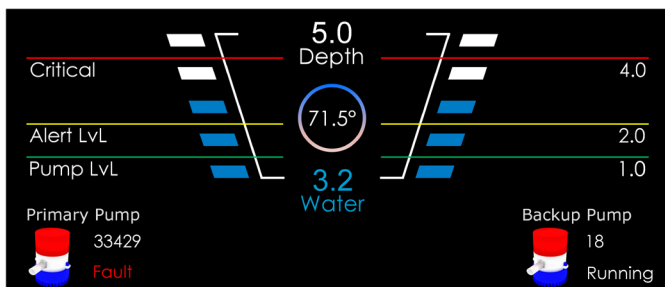 5.0
Depth
Critical 4.0
71.5°
Alert LvL 2.0
Pump LvL 1.0
3.2
Water
Primary Pump Backup Pump
33429 18
Fault Running